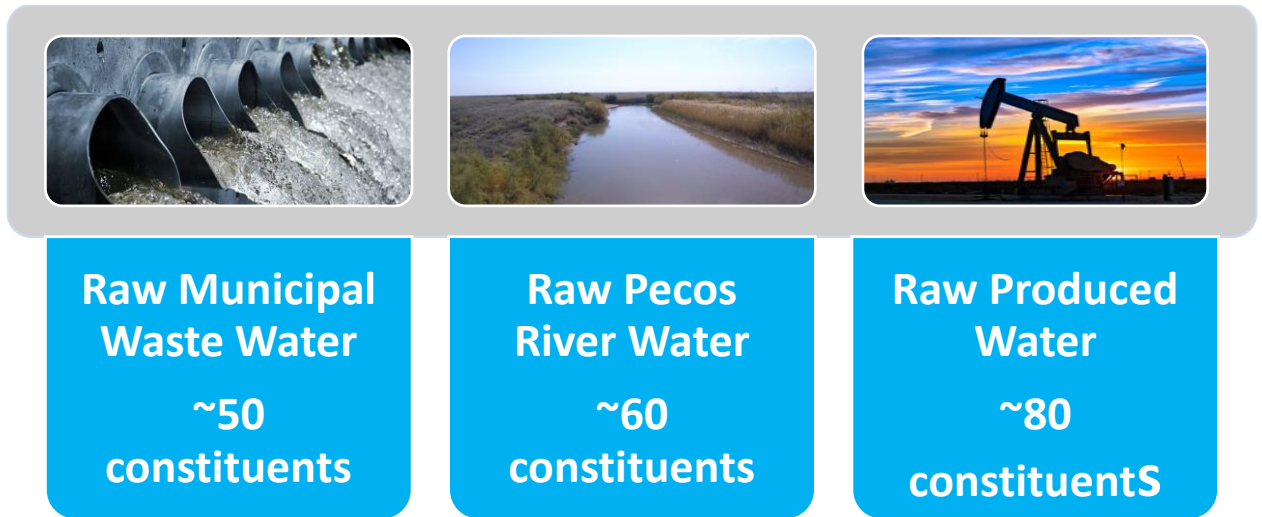 Raw Municipal
Waste Water
~50
constituents
Raw Pecos
River Water
~60
constituents
Raw Produced
Water
~80
constituents